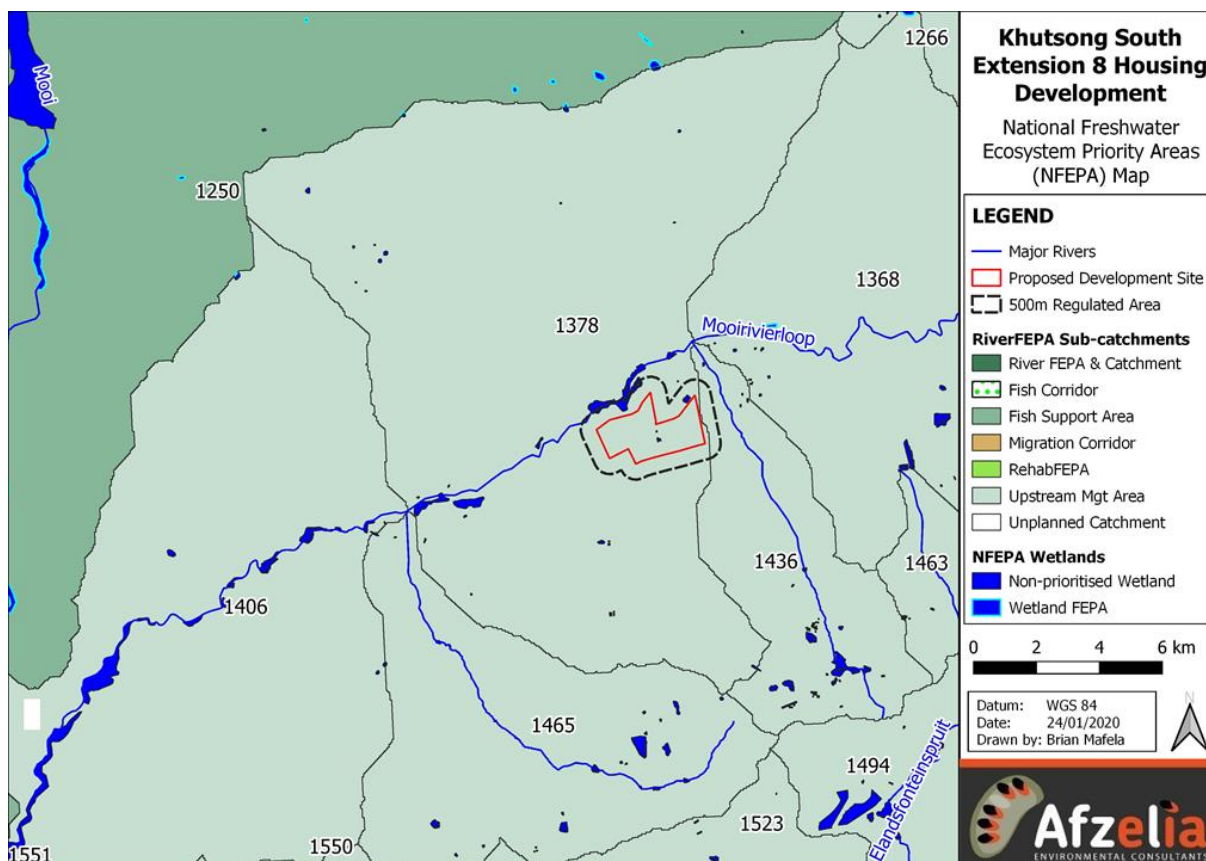 1266
Mooi
1250
1368
1378
Mooirivierloop
1436
1463
1406
1465
1494
Elandsfonteinspruit
1523
1550
1551
Khutsong South
Extension 8 Housing
Development
National Freshwater
Ecosystem Priority Areas
(NFEPA) Map
LEGEND
Major Rivers
Proposed Development Site
500m Regulated Area
RiverFEPA Sub-catchments
River FEPA & Catchment
Fish Corridor
Fish Support Area
Migration Corridor
RehabFEPA
Upstream Mgt Area
Unplanned Catchment
NFEPA Wetlands
Non-prioritised Wetland
Wetland FEPA
0 2 4 6 km
Datum: WGS 84
Date: 24/01/2020
Drawn by: Brian Mafela
N
Afzelia
ENVIRONMENTAL CONSULTANTS